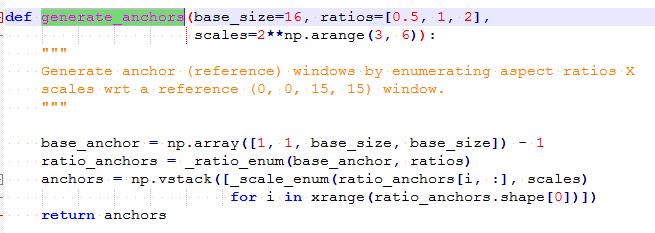 def generate_anchors(base_size=16, ratios=[0.5, 1, 2],
                     scales=2**np.arange(3, 6)):
    """
    Generate anchor (reference) windows by enumerating aspect ratios X
    scales wrt a reference (0, 0, 15, 15) window.
    """
    base_anchor = np.array([1, 1, base_size, base_size]) - 1
    ratio_anchors = _ratio_enum(base_anchor, ratios)
    anchors = np.vstack([_scale_enum(ratio_anchors[i, :], scales)
                         for i in xrange(ratio_anchors.shape[0])])
    return anchors